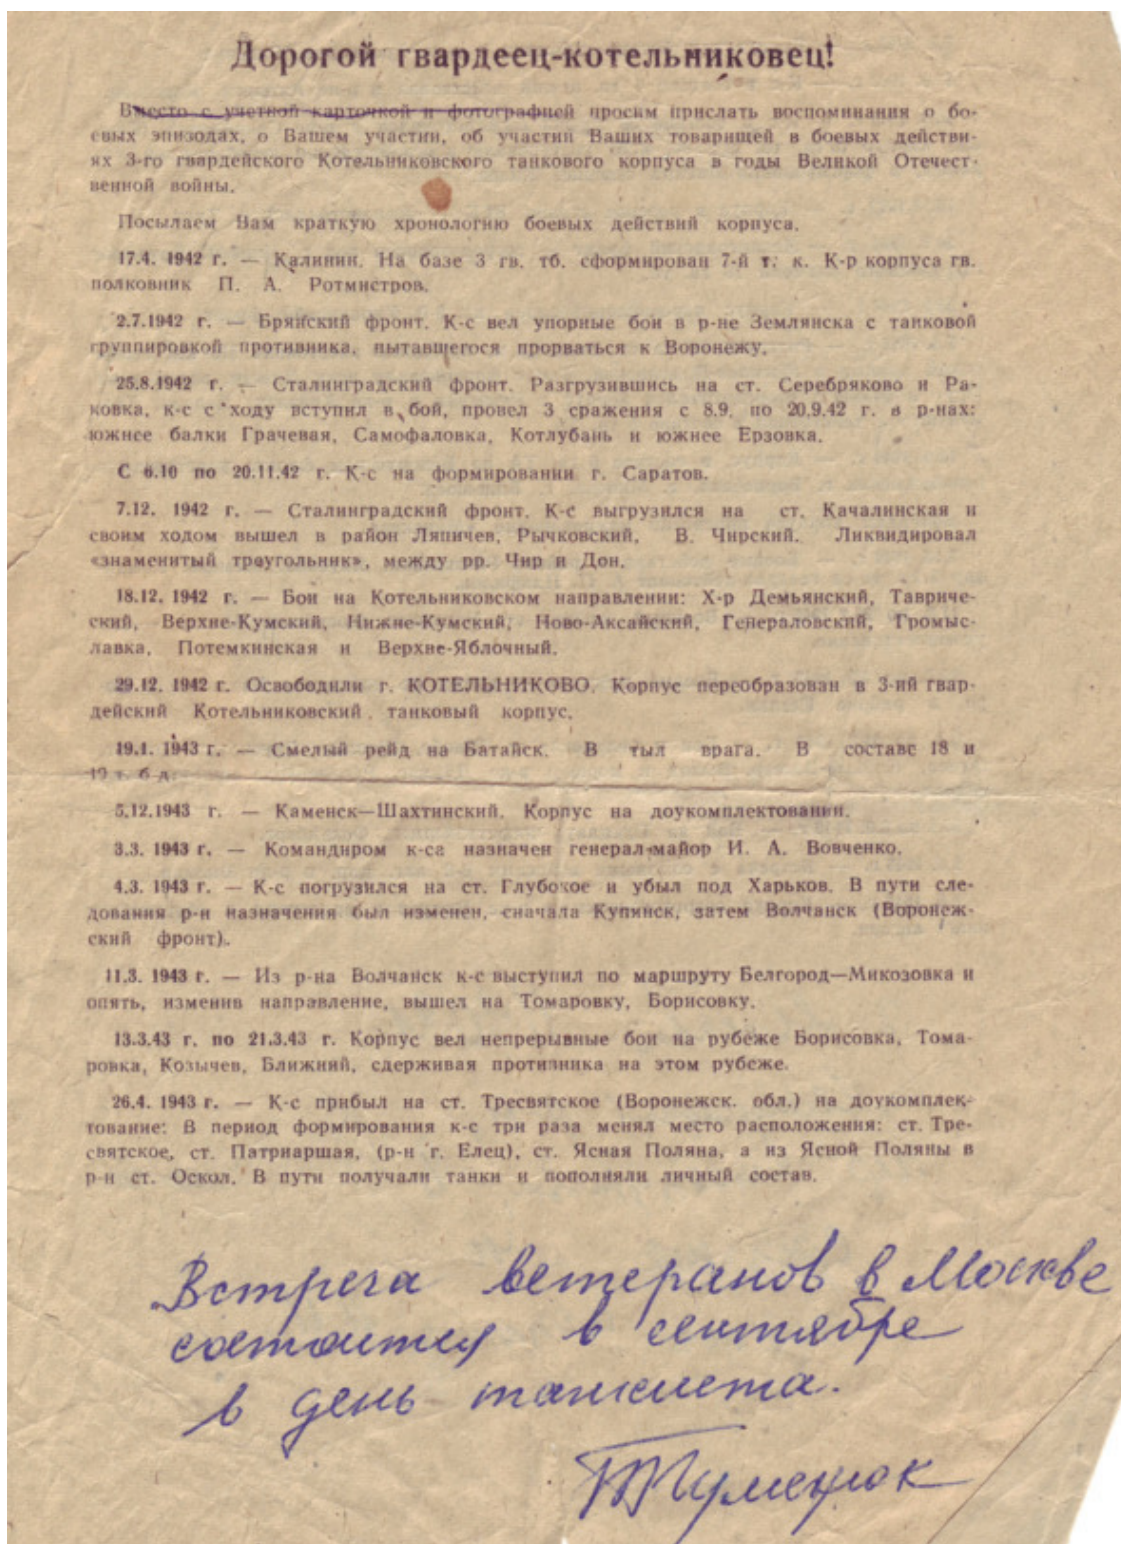 Дорогой гвардеец-котельниковец!
Вместо с учетной карточкой и фотографией просим прислать воспоминания о бо-
евых эпизодах, о Вашем участии, об участии Ваших товарищей в боевых действи-
ях 3-го гвардейского Котельниковского танкового корпуса в годы Великой Отечест-
венной войны.
Посылаем Вам краткую хронологию боевых действий корпуса.
17.4. 1942 г. — Калинин. На базе 3 гв. тб. сформирован 7-й т. к. К-р корпуса гв.
полковник П. А. Ротмистров.
2.7.1942 г. — Брянский фронт. К-с вел упорные бои в р-не Землянска с танковой
группировкой противника, пытавшегося прорваться к Воронежу.
25.8.1942 г. — Сталинградский фронт. Разгрузившись на ст. Серебряково и Ра-
ковка, к-с с ходу вступил в бой, провел 3 сражения с 8.9. по 20.9.42 г. в р-нах:
южнее балки Грачевая, Самофаловка, Котлубань и южнее Ерзовка.
С 6.10 по 20.11.42 г. К-с на формировании г. Саратов.
7.12. 1942 г. — Сталинградский фронт. К-с выгрузился на ст. Качалинская и
своим ходом вышел в район Ляпичев, Рычковский, В. Чирский. Ликвидировал
«знаменитый треугольник», между рр. Чир и Дон.
18.12. 1942 г. — Бои на Котельниковском направлении: Х-р Демьянский, Тавриче-
ский, Верхне-Кумский, Нижне-Кумский, Ново-Аксайский, Генераловский, Громыс-
лавка, Потемкинская и Верхне-Яблочный.
29.12. 1942 г. Освободили г. КОТЕЛЬНИКОВО. Корпус переобразован в 3-ий гвар-
дейский Котельниковский танковый корпус.
19.1. 1943 г. — Смелый рейд на Батайск. В тыл врага. В составе 18 и
19 т. б-д.
5.12.1943 г. — Каменск—Шахтинский. Корпус на доукомплектовании.
3.3. 1943 г. — Командиром к-са назначен генерал-майор И. А. Вовченко.
4.3. 1943 г. — К-с погрузился на ст. Глубокое и убыл под Харьков. В пути сле-
дования р-н назначения был изменен, сначала Купянск, затем Волчанск (Воронеж-
ский фронт).
11.3. 1943 г. — Из р-на Волчанск к-с выступил по маршруту Белгород—Микозовка и
опять, изменив направление, вышел на Томаровку, Борисовку.
13.3.43 г. по 21.3.43 г. Корпус вел непрерывные бои на рубеже Борисовка, Тома-
ровка, Козычев, Ближний, сдерживая противника на этом рубеже.
26.4. 1943 г. — К-с прибыл на ст. Тресвятское (Воронежск. обл.) на доукомплек-
тование: В период формирования к-с три раза менял место расположения: ст. Тре-
святское, ст. Патриаршая, (р-н г. Елец), ст. Ясная Поляна, а из Ясной Поляны в
р-н ст. Оскол. В пути получали танки и пополняли личный состав.
Встреча ветеранов в Москве
состоится в сентябре
в день танкиста.